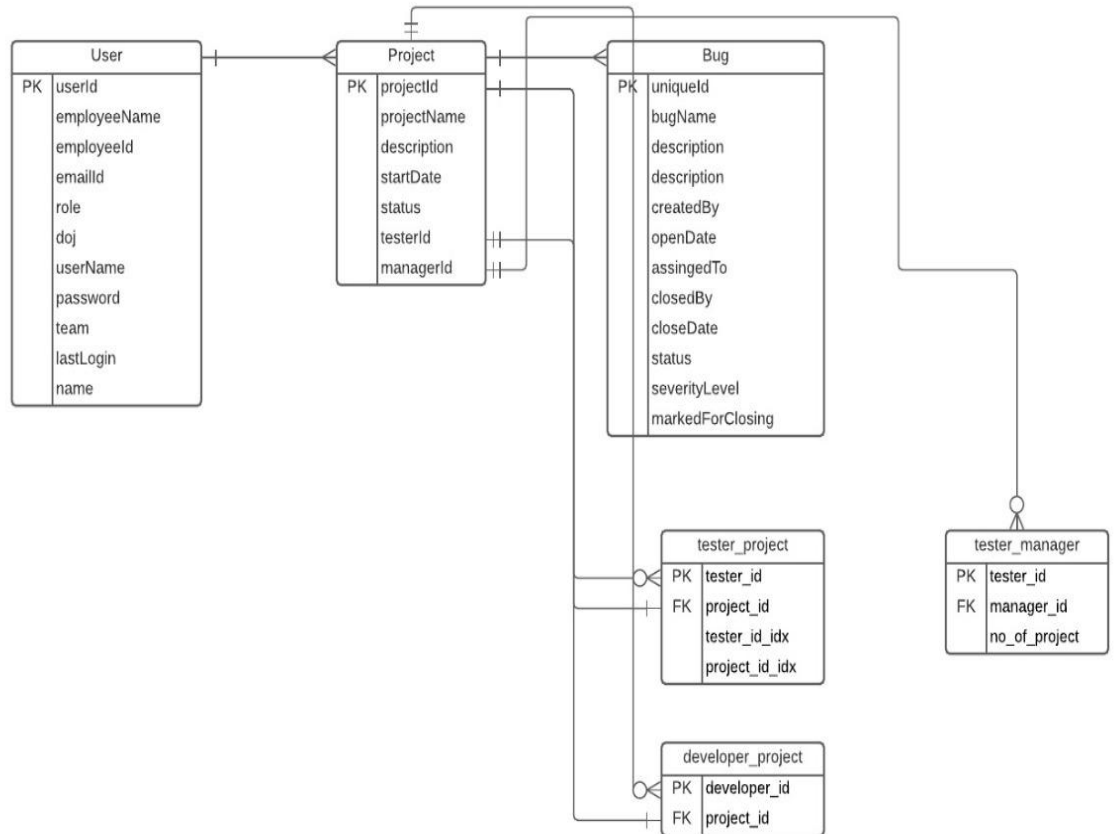 User
PK userId
employeeName
employeeId
emailId
role
doj
userName
password
team
lastLogin
name
Project
PK projectId
projectName
description
startDate
status
testerId
managerId
Bug
PK uniqueId
bugName
description
description
createdBy
openDate
assingedTo
closedBy
closeDate
status
severityLevel
markedForClosing
tester_project
PK tester_id
FK project_id
tester_id_idx
project_id_idx
tester_manager
PK tester_id
FK manager_id
no_of_project
developer_project
PK developer_id
FK project_id